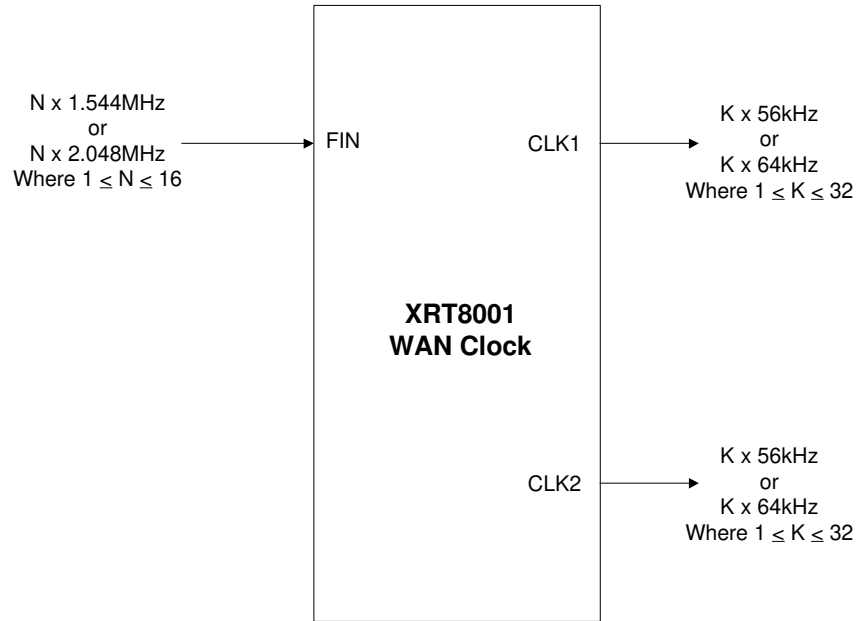 N x 1.544MHz
or
N x 2.048MHz
Where 1 ≤ N ≤ 16
FIN
CLK1
K x 56kHz
or
K x 64kHz
Where 1 ≤ K ≤ 32
XRT8001
WAN Clock
CLK2
K x 56kHz
or
K x 64kHz
Where 1 ≤ K ≤ 32